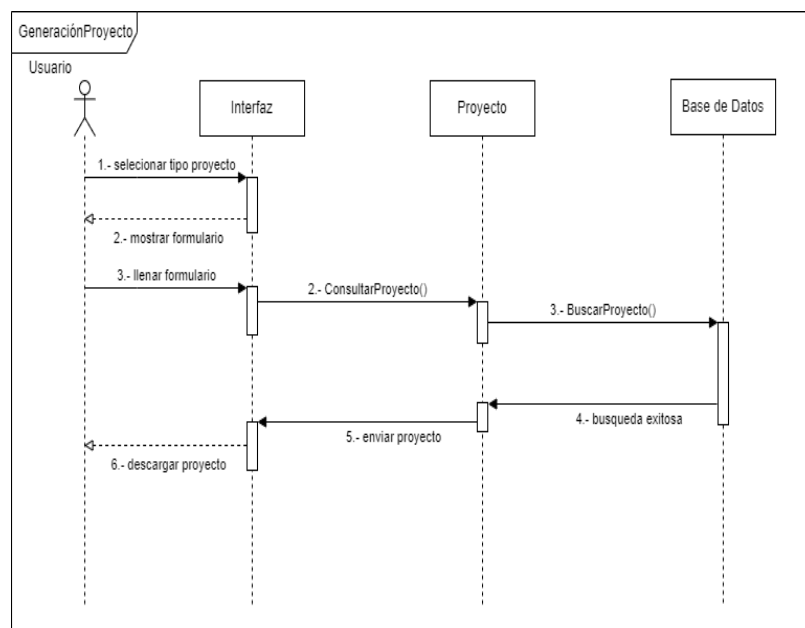 GeneraciónProyecto
Usuario
Interfaz
Proyecto
Base de Datos
1.- selecionar tipo proyecto
2.- mostrar formulario
3.- llenar formulario
2.- ConsultarProyecto()
3.- BuscarProyecto()
4.- busqueda exitosa
5.- enviar proyecto
6.- descargar proyecto